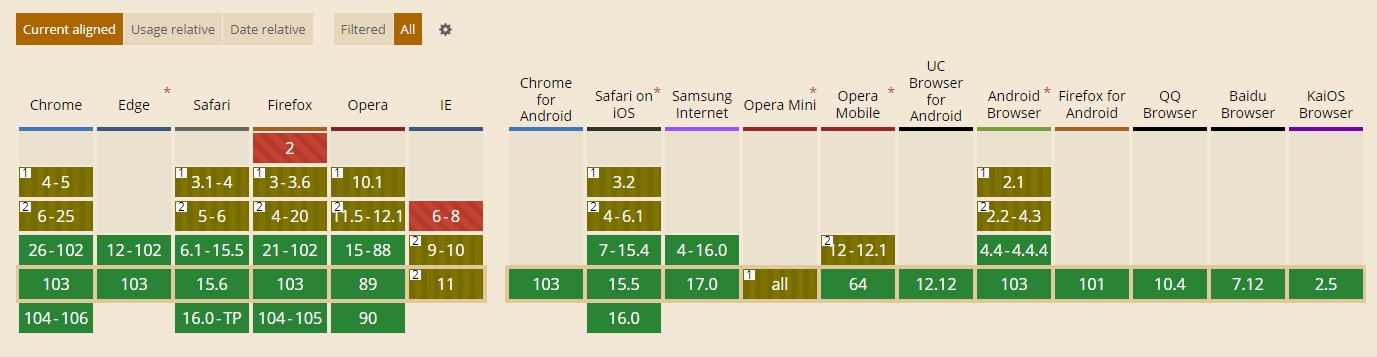 Current aligned Usage relative Date relative Filtered All
Chrome Edge * Safari Firefox Opera IE Chrome for Android Safari on iOS * Samsung Internet Opera Mini * Opera Mobile * UC Browser for Android Android Browser * Firefox for Android QQ Browser Baidu Browser KaiOS Browser
2
1 4-5 1 3.1-4 1 3-3.6 1 10.1 1 3.2 1 2.1
2 6-25 2 5-6 2 4-20 2 11.5-12.1 6-8 2 4-6.1 2 2.2-4.3
26-102 12-102 6.1-15.5 21-102 15-88 2 9-10 7-15.4 4-16.0 2 12-12.1 4.4-4.4.4
103 103 15.6 103 89 2 11 103 15.5 17.0 1 all 64 12.12 103 101 10.4 7.12 2.5
104-106 16.0-TP 104-105 90 16.0